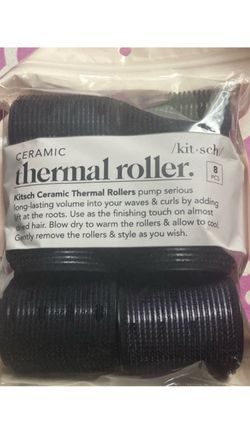 CERAMIC
/kit·sch/
thermal roller.
8
PCS
Kitsch Ceramic Thermal Rollers pump serious
long-lasting volume into your waves & curls by adding
lift at the roots. Use as the finishing touch on almost
dried hair. Blow dry to warm the rollers & allow to cool.
Gently remove the rollers & style as you wish.